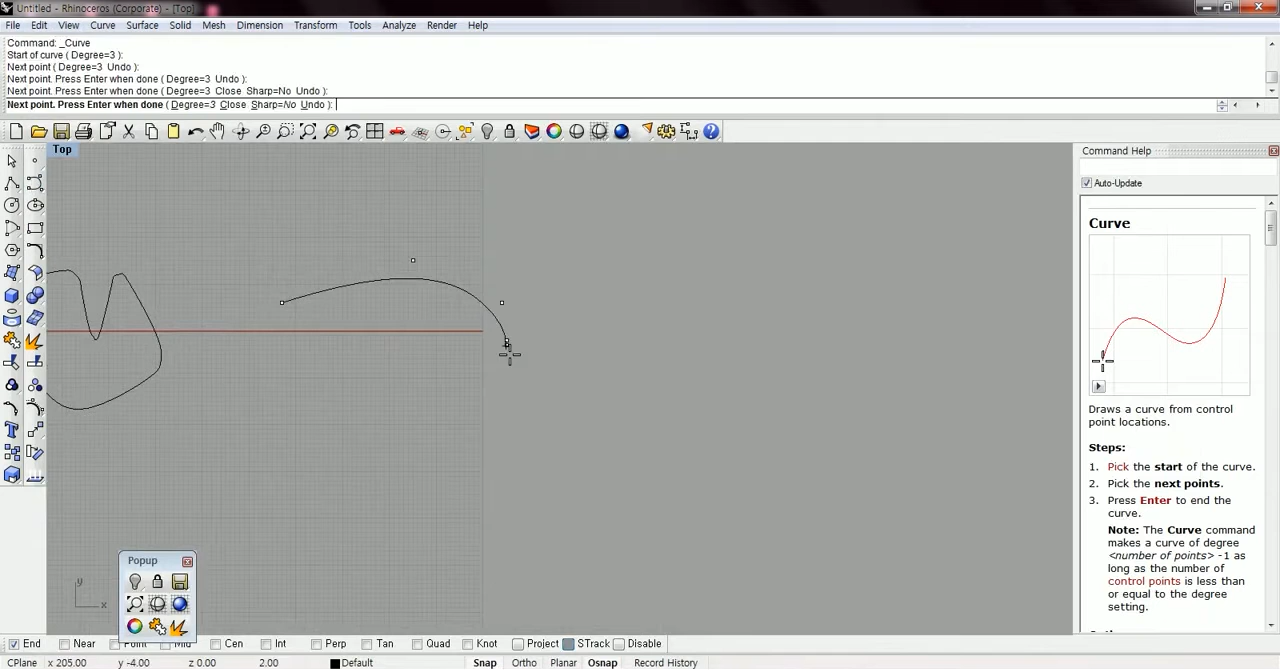 Untitled - Rhinoceros (Corporate) - [Top]
File Edit View Curve Surface Solid Mesh Dimension Transform Tools Analyze Render Help
Command: _Curve
Start of curve ( Degree=3 ):
Next point ( Degree=3  Undo ):
Next point. Press Enter when done ( Degree=3  Undo ):
Next point. Press Enter when done ( Degree=3  Close  Sharp=No  Undo ):
Next point. Press Enter when done ( Degree=3  Close  Sharp=No  Undo ):
Top
Command Help
Auto-Update
Curve
Draws a curve from control
point locations.
Steps:
1. Pick the start of the curve.
2. Pick the next points.
3. Press Enter to end the
curve.
Note: The Curve command
makes a curve of degree
<number of points> -1 as
long as the number of
control points is less than
or equal to the degree
setting.
Popup
y
x
End Near Point Mid Cen Int Perp Tan Quad Knot Project STrack Disable
CPlane x 205.00 y -4.00 z 0.00 2.00 Default Snap Ortho Planar Osnap Record History